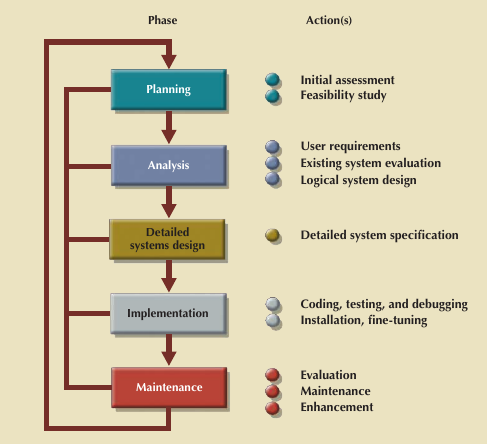 Phase Action(s)
Planning
Initial assessment
Feasibility study
Analysis
User requirements
Existing system evaluation
Logical system design
Detailed
systems design
Detailed system specification
Implementation
Coding, testing, and debugging
Installation, fine-tuning
Maintenance
Evaluation
Maintenance
Enhancement